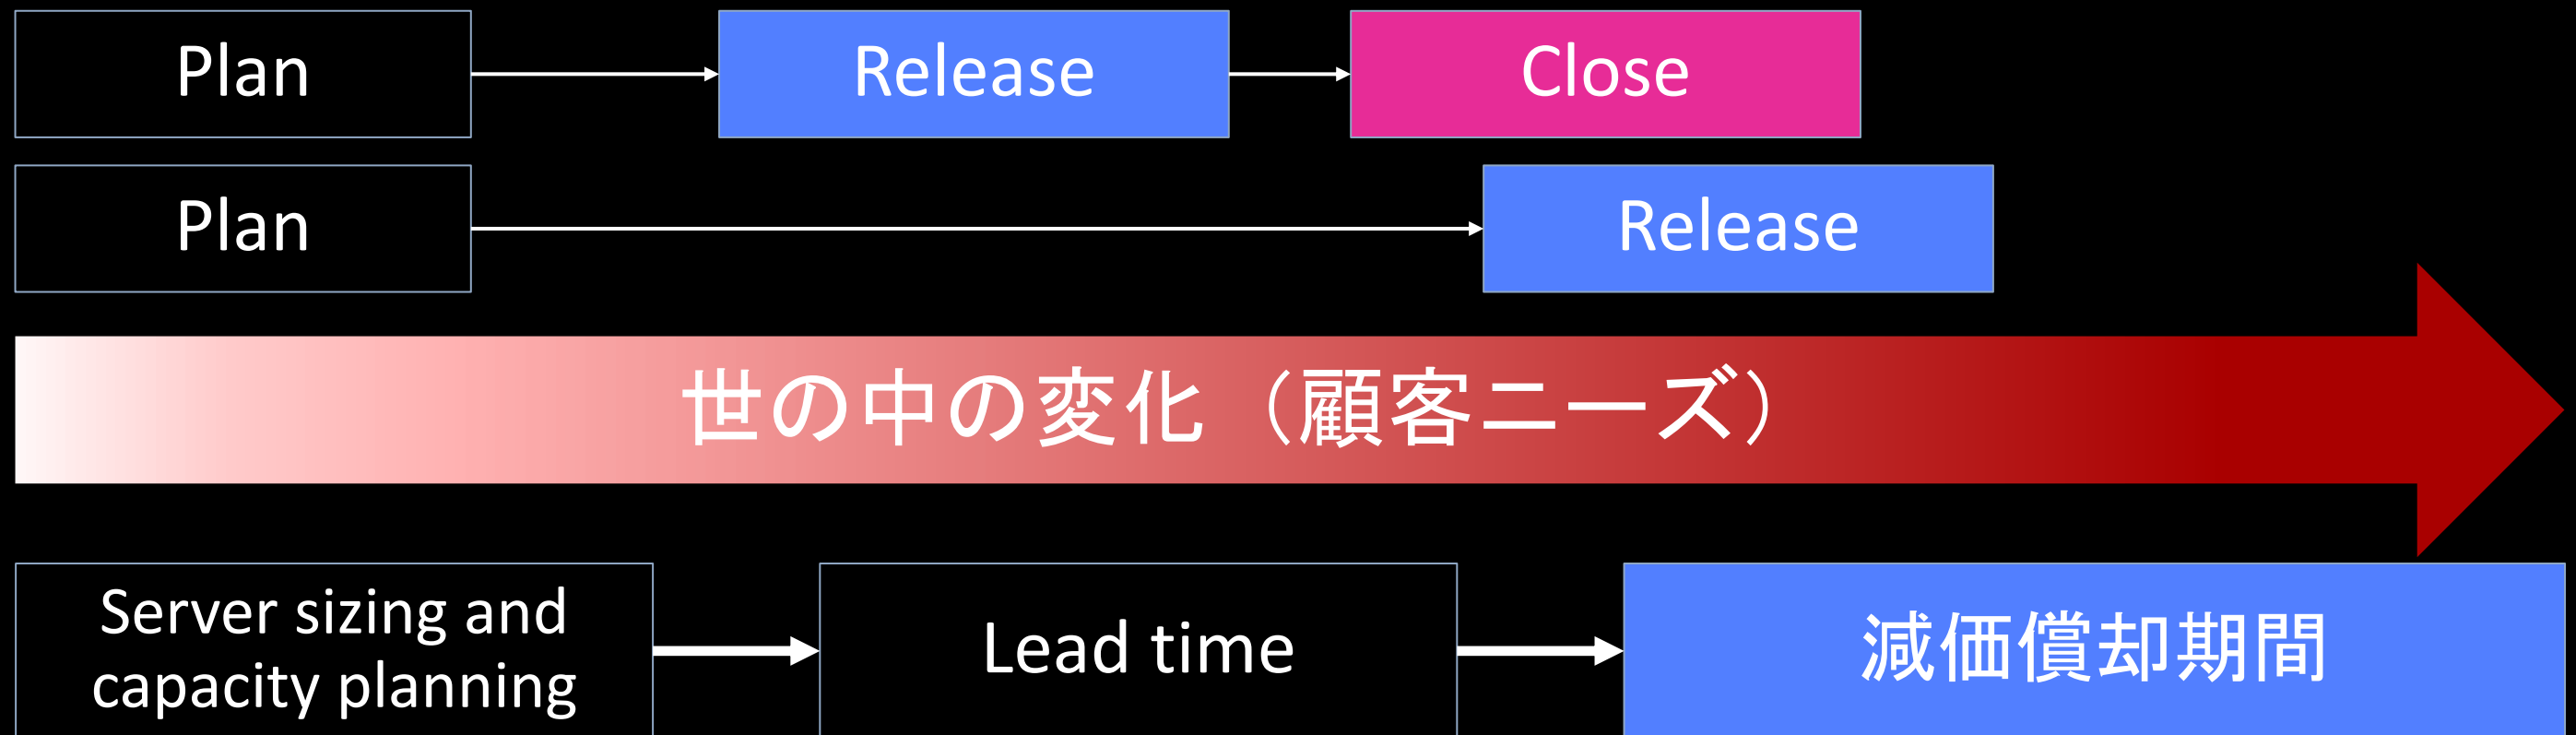 Plan
Release
Close
Plan
Release
世の中の変化（顧客ニーズ）
Server sizing and
capacity planning
Lead time
減価償却期間